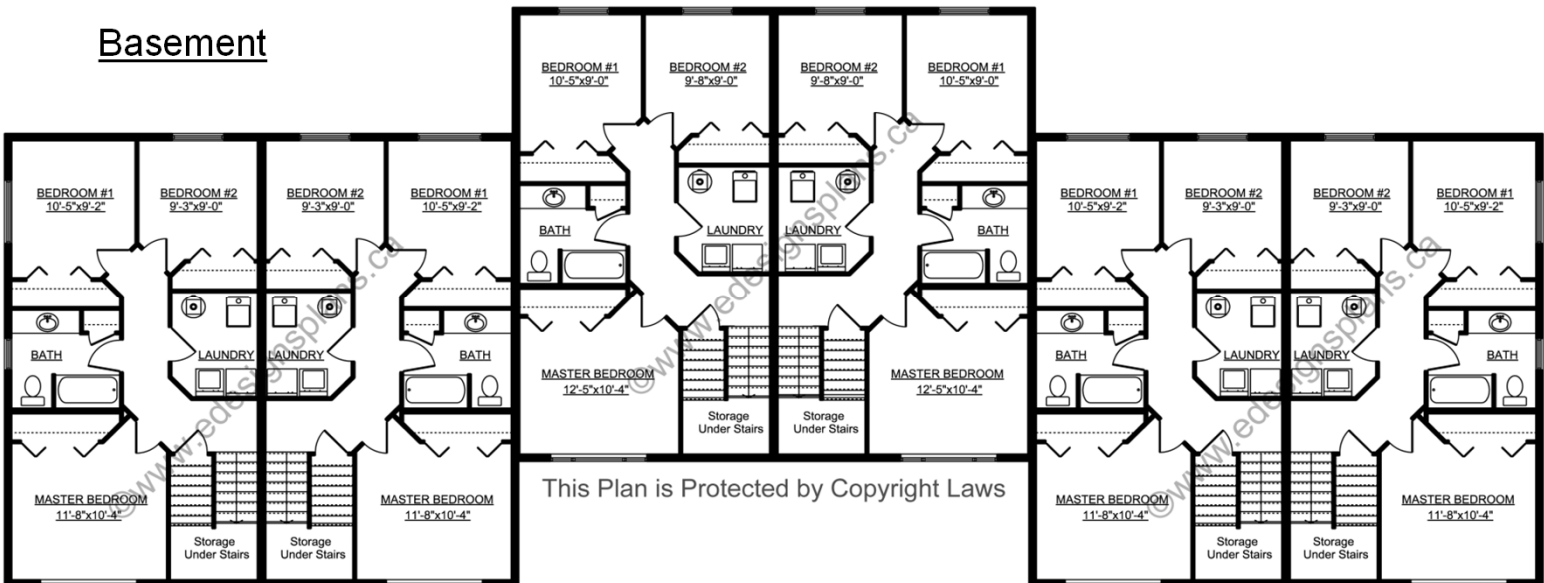 Basement
BEDROOM #1
10'-5"x9'-0"
BEDROOM #2
9'-8"x9'-0"
BEDROOM #2
9'-8"x9'-0"
BEDROOM #1
10'-5"x9'-0"
BATH
LAUNDRY
LAUNDRY
BATH
MASTER BEDROOM
12'-5"x10'-4"
MASTER BEDROOM
12'-5"x10'-4"
Storage
Under Stairs
Storage
Under Stairs
BEDROOM #1
10'-5"x9'-2"
BEDROOM #2
9'-3"x9'-0"
BEDROOM #2
9'-3"x9'-0"
BEDROOM #1
10'-5"x9'-2"
BATH
LAUNDRY
LAUNDRY
BATH
MASTER BEDROOM
11'-8"x10'-4"
MASTER BEDROOM
11'-8"x10'-4"
Storage
Under Stairs
Storage
Under Stairs
BEDROOM #1
10'-5"x9'-2"
BEDROOM #2
9'-3"x9'-0"
BEDROOM #2
9'-3"x9'-0"
BEDROOM #1
10'-5"x9'-2"
BATH
LAUNDRY
LAUNDRY
BATH
MASTER BEDROOM
11'-8"x10'-4"
MASTER BEDROOM
11'-8"x10'-4"
Storage
Under Stairs
Storage
Under Stairs
This Plan is Protected by Copyright Laws
©www.edesignsplans.ca
©www.edesignsplans.ca
©www.edesignsplans.ca